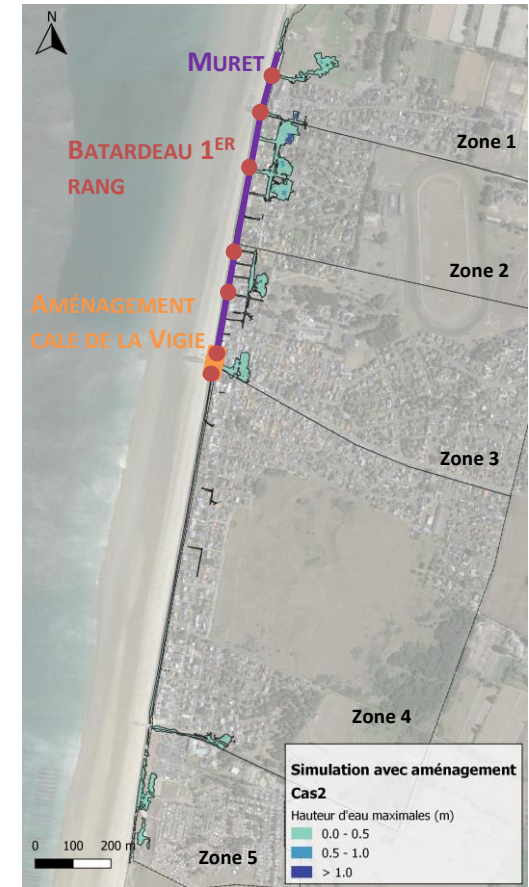 N
MURET
BATARDEAU 1ER
RANG
AMÉNAGEMENT
CALE DE LA VIGIE
Zone 1
Zone 2
Zone 3
Zone 4
Zone 5
0 100 200 m
Simulation avec aménagement
Cas2
Hauteur d'eau maximales (m)
0.0 - 0.5
0.5 - 1.0
> 1.0